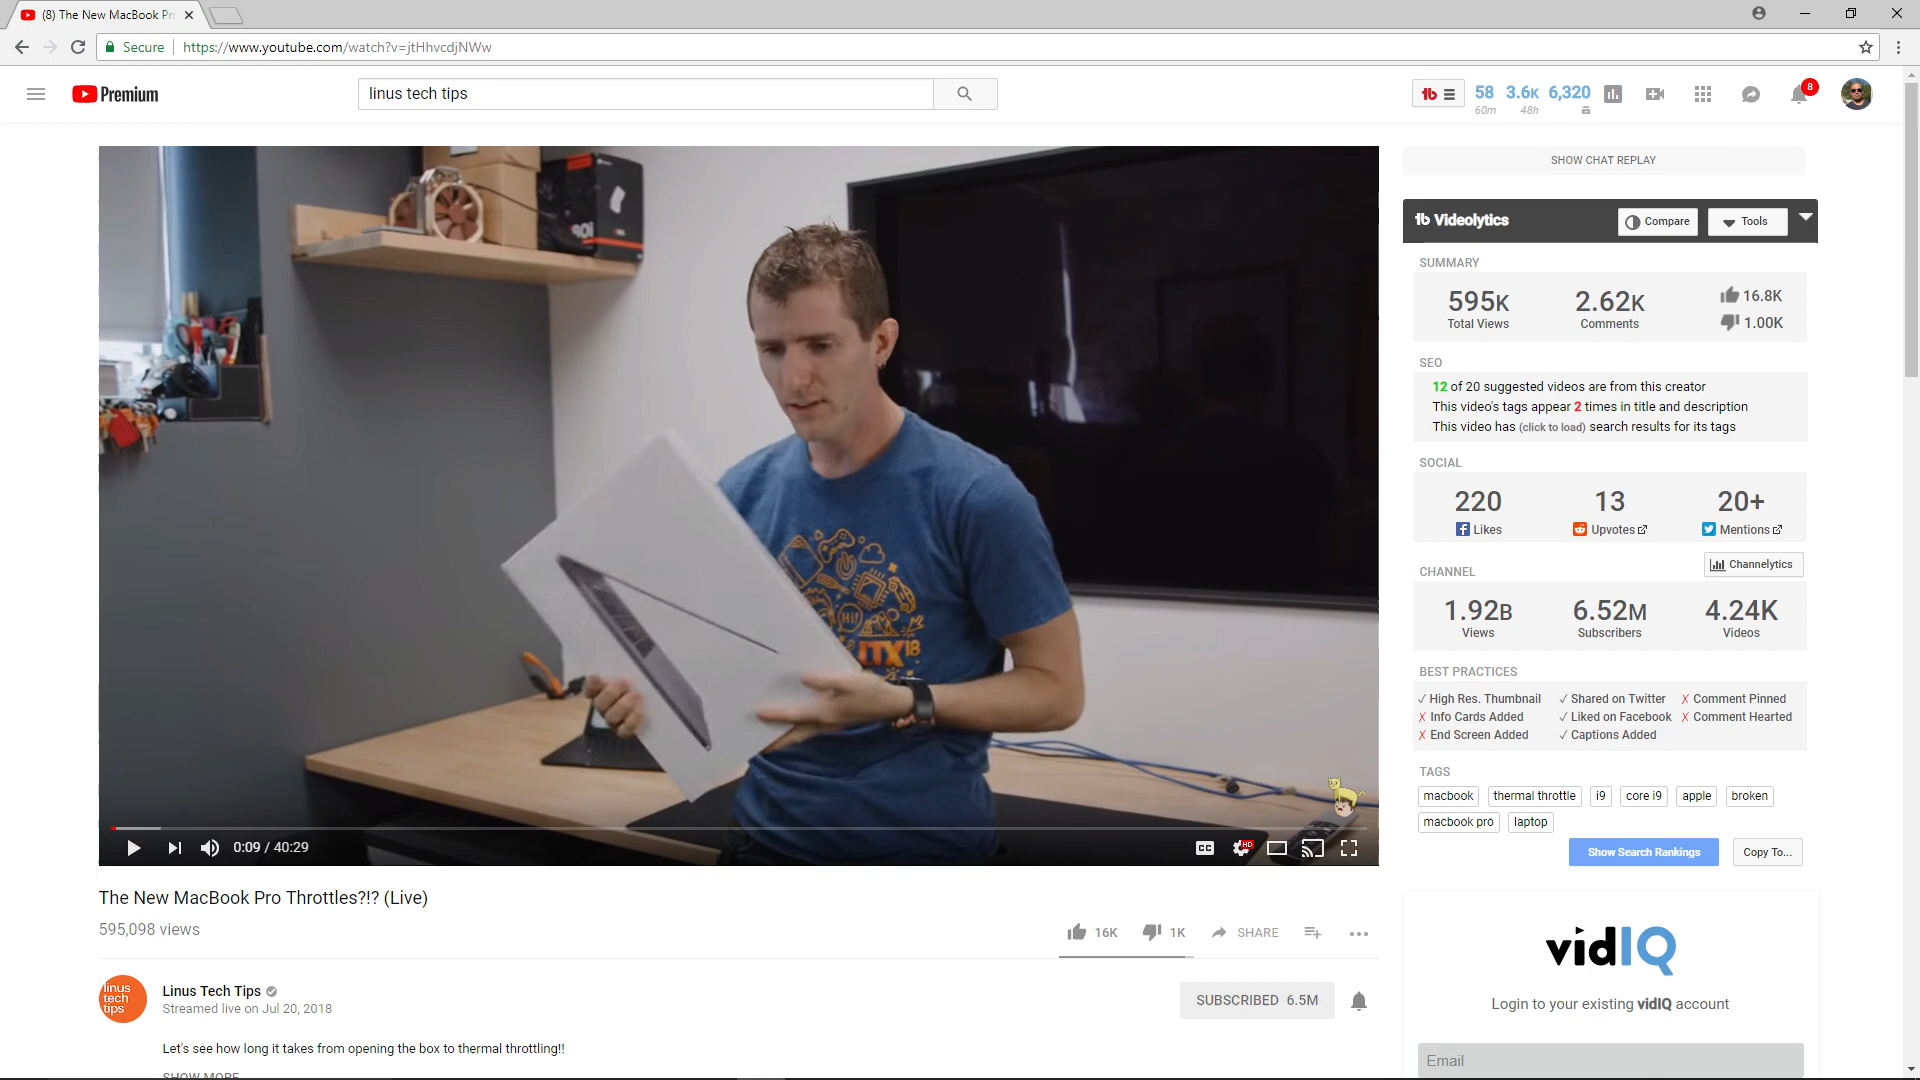 (8) The New MacBook Pr
Secure
https://www.youtube.com/watch?v=jtHhvcdjNWw
Premium
linus tech tips
58 3.6K 6,320
60m 48h
8
SHOW CHAT REPLAY
Videolytics
Compare
Tools
SUMMARY
595K
Total Views
2.62K
Comments
16.8K
1.00K
SEO
12 of 20 suggested videos are from this creator
This video's tags appear 2 times in title and description
This video has (click to load) search results for its tags
SOCIAL
220
Likes
13
Upvotes
20+
Mentions
CHANNEL
Channelytics
1.92B
Views
6.52M
Subscribers
4.24K
Videos
BEST PRACTICES
✓ High Res. Thumbnail ✓ Shared on Twitter ✗ Comment Pinned
✗ Info Cards Added ✓ Liked on Facebook ✗ Comment Hearted
✗ End Screen Added ✓ Captions Added
TAGS
macbook thermal throttle i9 core i9 apple broken
macbook pro laptop
Show Search Rankings
Copy To...
HI!
ITX18
0:09 / 40:29
CC
HD
The New MacBook Pro Throttles?!? (Live)
595,098 views
16K
1K
SHARE
linus
tech
tips
Linus Tech Tips
Streamed live on Jul 20, 2018
SUBSCRIBED 6.5M
Let's see how long it takes from opening the box to thermal throttling!!
SHOW MORE
vidIQ
Login to your existing vidIQ account
Email